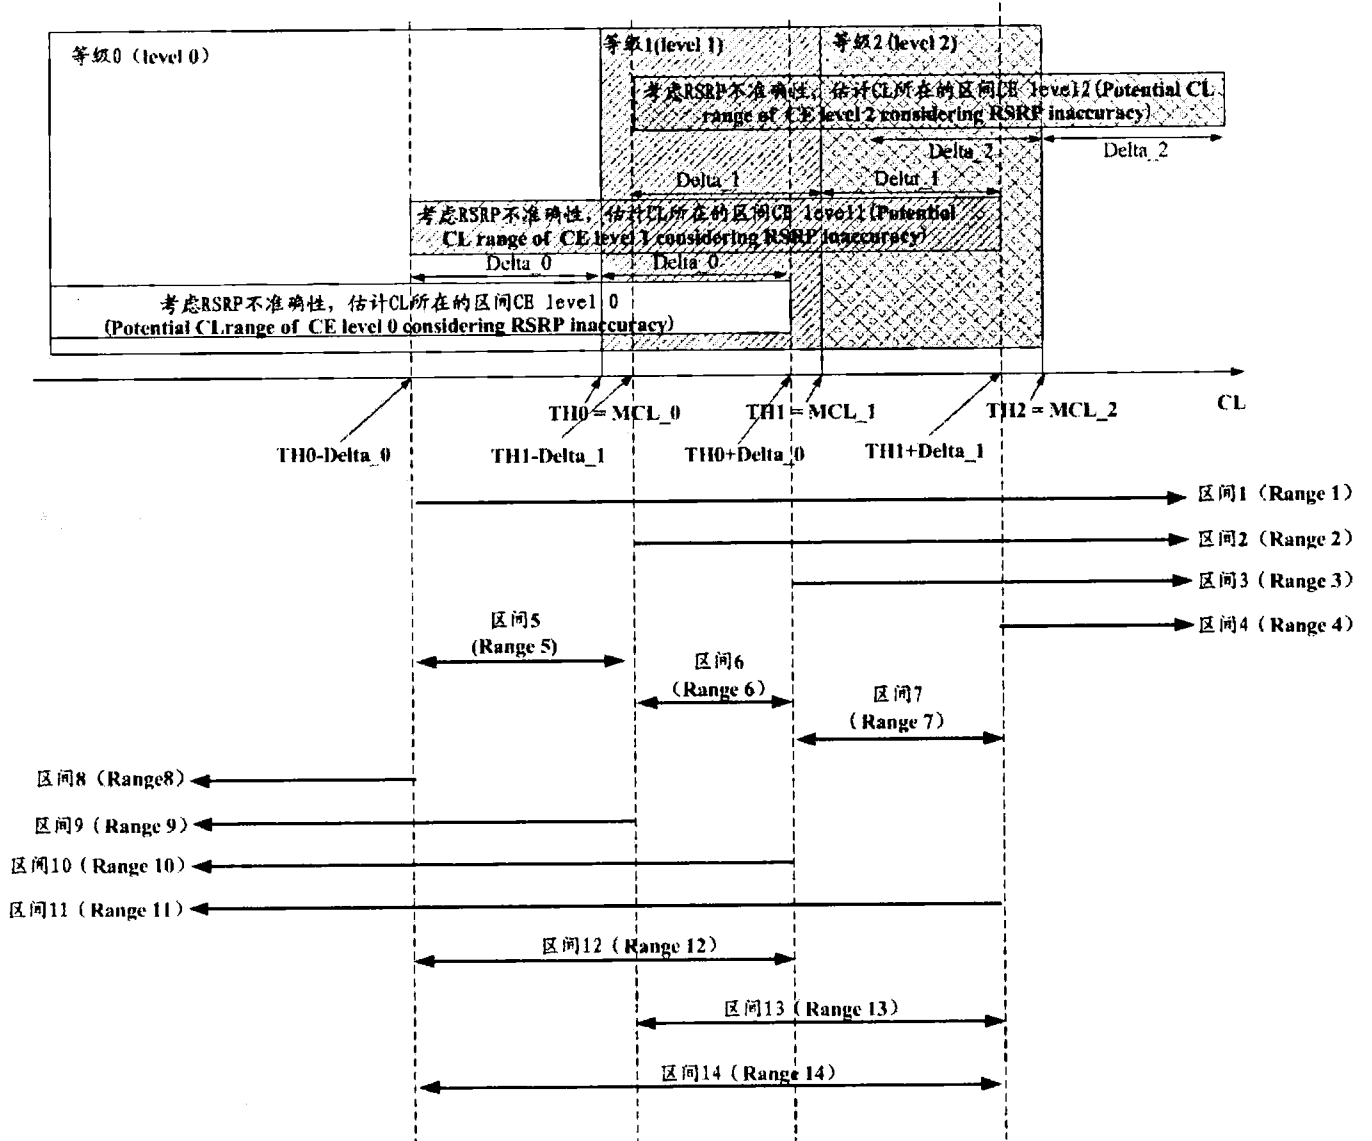 等级0 (level 0)
等级1(level 1)
等级2(level 2)
考虑RSRP不准确性，估计CL所在的区间CE level2(Potential CL
range of CE level 2 considering RSRP inaccuracy)
Delta_2
Delta_2
Delta_1
Delta_1
考虑RSRP不准确性，估计CL所在的区间CE level1(Potential
CL range of CE level 1 considering RSRP inaccuracy)
Delta_0
Delta_0
考虑RSRP不准确性，估计CL所在的区间CE level 0
(Potential CLrange of CE level 0 considering RSRP inaccuracy)
TH0 = MCL_0
TH1 = MCL_1
TH2 = MCL_2
CL
TH0-Delta_0
TH1-Delta_1
TH0+Delta_0
TH1+Delta_1
区间1（Range 1)
区间2（Range 2)
区间3（Range 3)
区间4（Range 4)
区间5
(Range 5)
区间6
（Range 6）
区间7
（Range 7）
区间8（Range8)
区间9（Range 9)
区间10（Range 10)
区间11（Range 11)
区间12（Range 12）
区间13（Range 13）
区间14（Range 14）